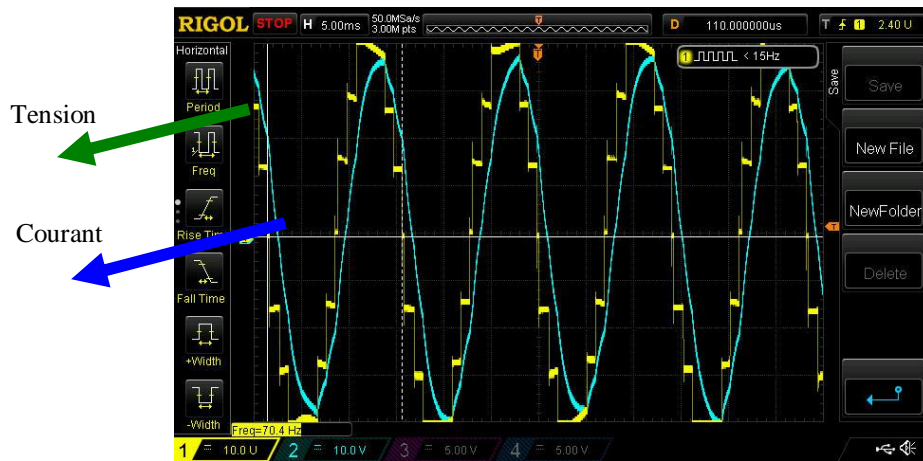 RIGOL STOP H 5.00ms 50.0MSa/s 3.00M pts D 110.000000us T 1 2.40 U
Horizontal
1 < 15Hz
Save
Period
Save
Tension
Freq
New File
Courant
Rise Time
NewFolder
T
Fall Time
Delete
+Width
-Width
Freq=70.4 Hz
1 = 10.0 U 2 = 10.0 V 3 = 5.00 V 4 = 5.00 V